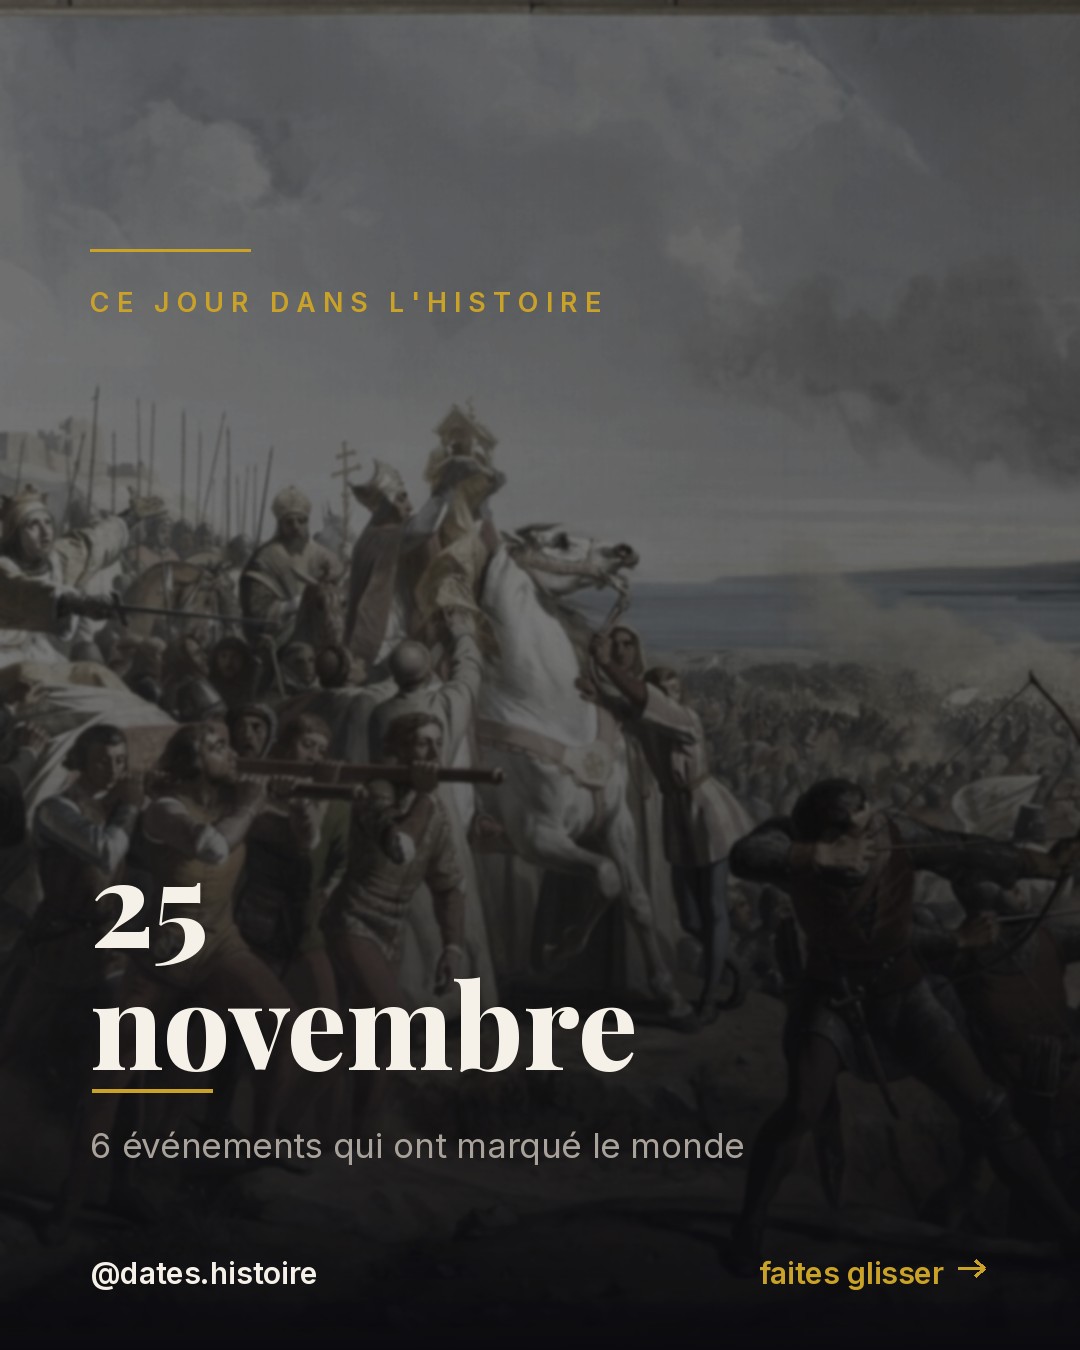 CE JOUR DANS L'HISTOIRE
25
novembre
6 événements qui ont marqué le monde
@dates.histoire
faites glisser →